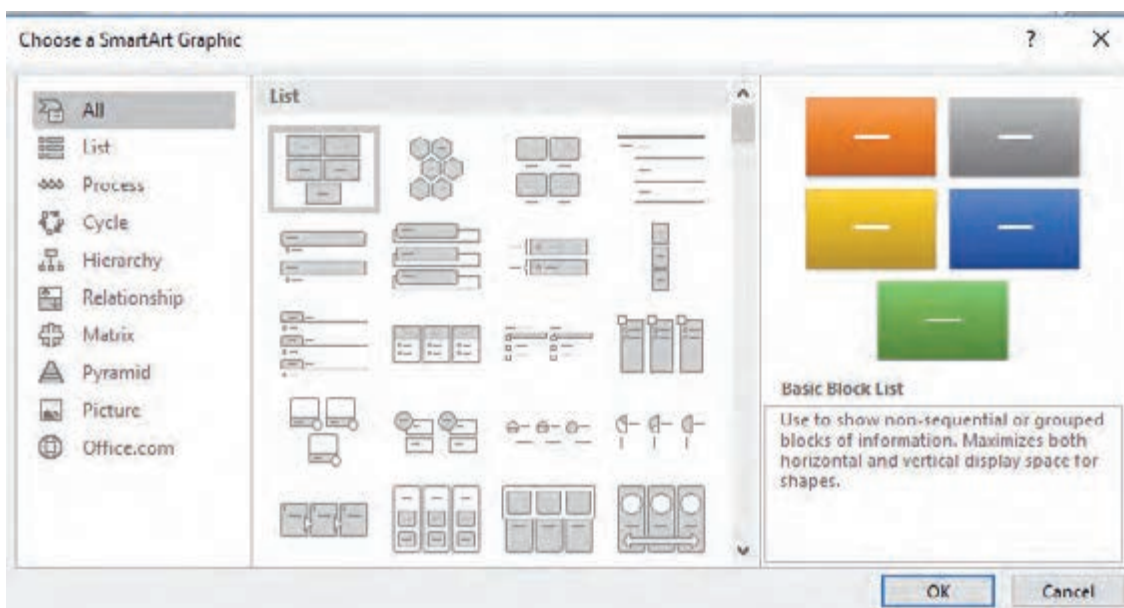 Choose a SmartArt Graphic
?
All
List
Process
Cycle
Hierarchy
Relationship
Matrix
Pyramid
Picture
Office.com
List
Basic Block List
Use to show non-sequential or grouped
blocks of information. Maximizes both
horizontal and vertical display space for
shapes.
OK
Cancel